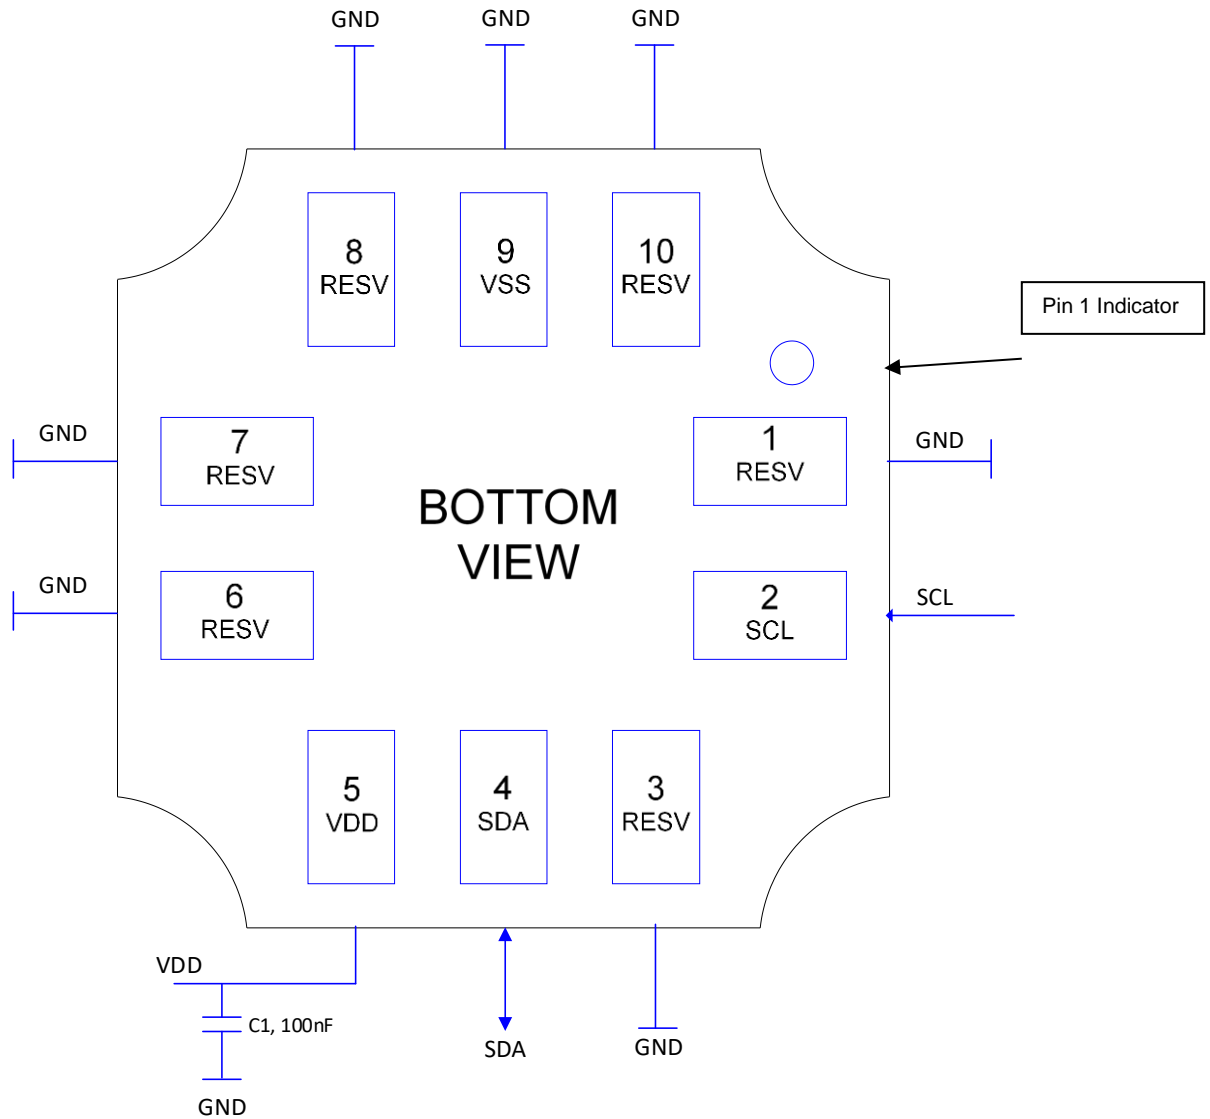 GND
GND
GND
8
RESV
9
VSS
10
RESV
Pin 1 Indicator
GND
7
RESV
1
RESV
GND
BOTTOM
VIEW
GND
6
RESV
2
SCL
SCL
5
VDD
4
SDA
3
RESV
VDD
C1, 100nF
GND
SDA
GND